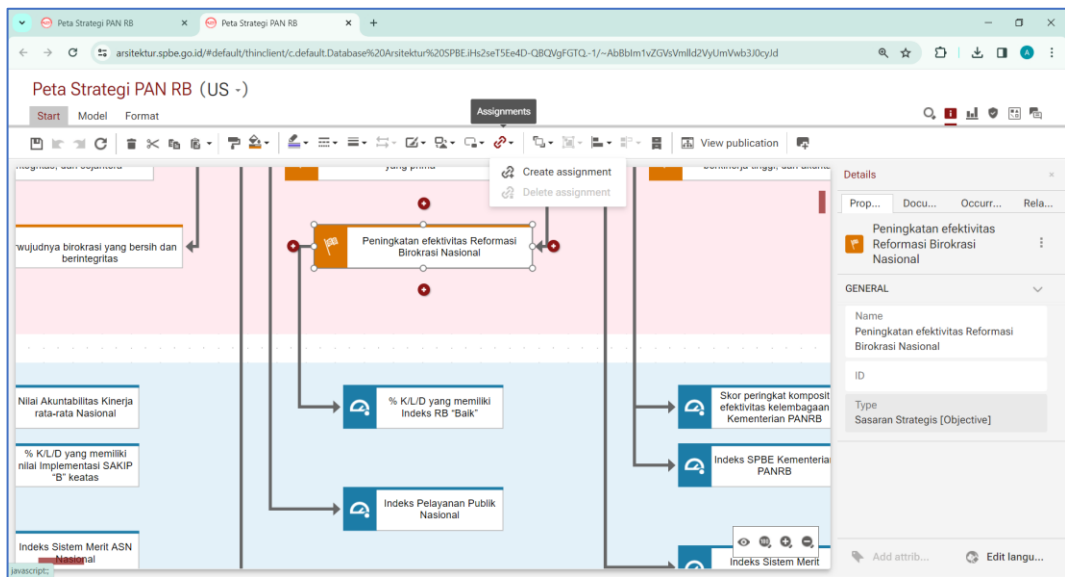 Peta Strategi PAN RB
Peta Strategi PAN RB
arsitektur.spbe.go.id/#default/thinclient/c.default.Database%20Arsitektur%20SPBE.iHs2seT5Ee4D-QBQVgFGTQ.-1/~AbBbIm1vZGVsVmlld2VyUmVwb3J0cyJd
A
Peta Strategi PAN RB (US -)
Assignments
Start Model Format
View publication
Create assignment
Delete assignment
yang prima
Details
Prop... Docu... Occurr... Rela...
Peningkatan efektivitas
Reformasi Birokrasi
Nasional
GENERAL
Name
Peningkatan efektivitas Reformasi
Birokrasi Nasional
ID
Type
Sasaran Strategis [Objective]
Add attrib... Edit langu...
wujudnya birokrasi yang bersih dan
berintegritas
Peningkatan efektivitas Reformasi
Birokrasi Nasional
Nilai Akuntabilitas Kinerja
rata-rata Nasional
% K/L/D yang memiliki
Indeks RB "Baik"
Skor peringkat komposit
efektivitas kelembagaan
Kementerian PANRB
% K/L/D yang memiliki
nilai Implementasi SAKIP
"B" keatas
Indeks SPBE Kementeria
PANRB
Indeks Pelayanan Publik
Nasional
Indeks Sistem Merit ASN
Nasional
Indeks Sistem Merit
javascript:;